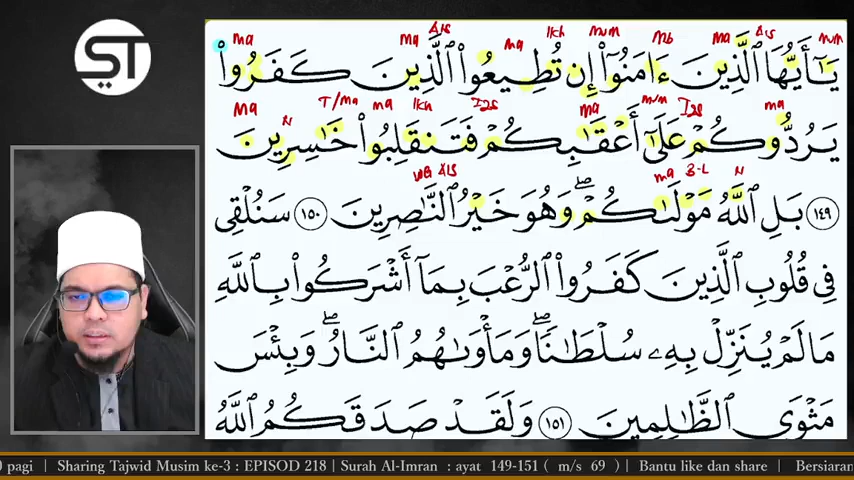 ST
يَٰٓأَيُّهَا ٱلَّذِينَ ءَامَنُوٓا۟ إِن تُطِيعُوا۟ ٱلَّذِينَ كَفَرُوا۟
يَرُدُّوكُمْ عَلَىٰٓ أَعْقَٰبِكُمْ فَتَنقَلِبُوا۟ خَٰسِرِينَ
١٤٩ بَلِ ٱللَّهُ مَوْلَىٰكُمْ ۖ وَهُوَ خَيْرُ ٱلنَّٰصِرِينَ ١٥٠ سَنُلْقِى
فِى قُلُوبِ ٱلَّذِينَ كَفَرُوا۟ ٱلرُّعْبَ بِمَآ أَشْرَكُوا۟ بِٱللَّهِ
مَا لَمْ يُنَزِّلْ بِهِۦ سُلْطَٰنًا ۖ وَمَأْوَىٰهُمُ ٱلنَّارُ ۖ وَبِئْسَ
مَثْوَى ٱلظَّٰلِمِينَ ١٥١ وَلَقَدْ صَدَقَكُمُ ٱللَّهُ
0 pagi | Sharing Tajwid Musim ke-3 : EPISOD 218 | Surah Al-Imran : ayat 149-151 ( m/s 69 ) | Bantu like dan share | Bersiaran